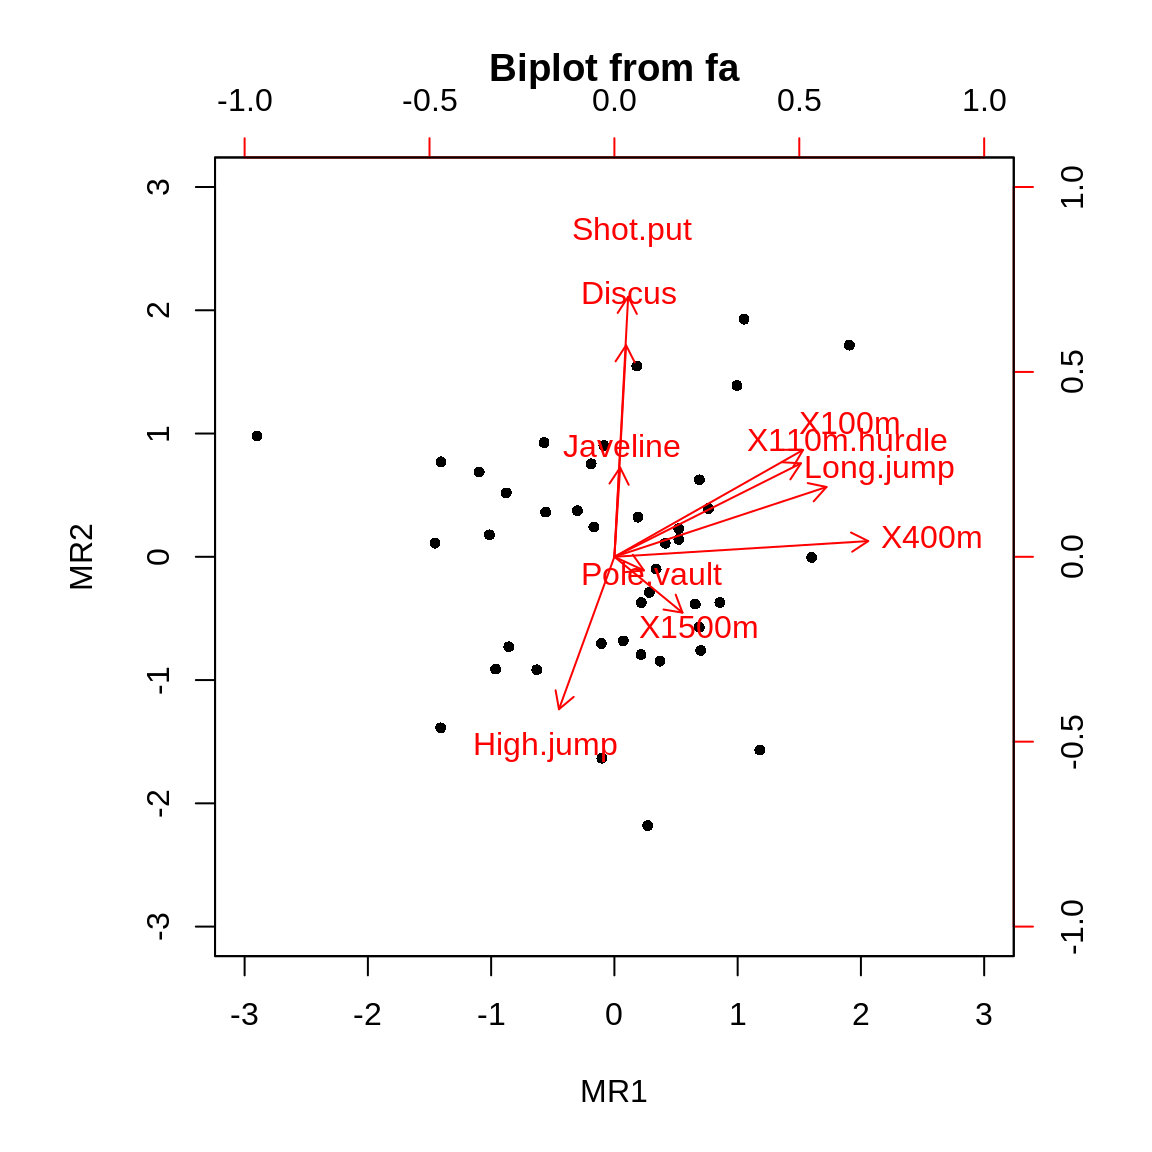 Biplot from fa
-1.0 -0.5 0.0 0.5 1.0
3
2
1
0
-1
-2
-3
MR2
Shot.put
Discus
Javeline
X100m
X110m.hurdle
Long.jump
X400m
Pole.vault
X1500m
High.jump
1.0
0.5
0.0
-0.5
-1.0
-3 -2 -1 0 1 2 3
MR1